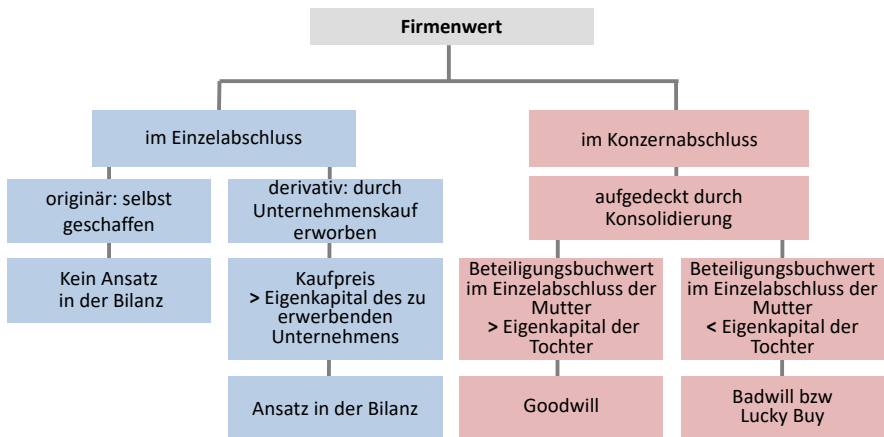 Firmenwert
im Einzelabschluss
im Konzernabschluss
originär: selbst
geschaffen
derivativ: durch
Unternehmenskauf
erworben
aufgedeckt durch
Konsolidierung
Kein Ansatz
in der Bilanz
Kaufpreis
> Eigenkapital des zu
erwerbenden
Unternehmens
Beteiligungsbuchwert
im Einzelabschluss der
Mutter
> Eigenkapital der
Tochter
Beteiligungsbuchwert
im Einzelabschluss der
Mutter
< Eigenkapital der
Tochter
Ansatz in der Bilanz
Goodwill
Badwill bzw
Lucky Buy